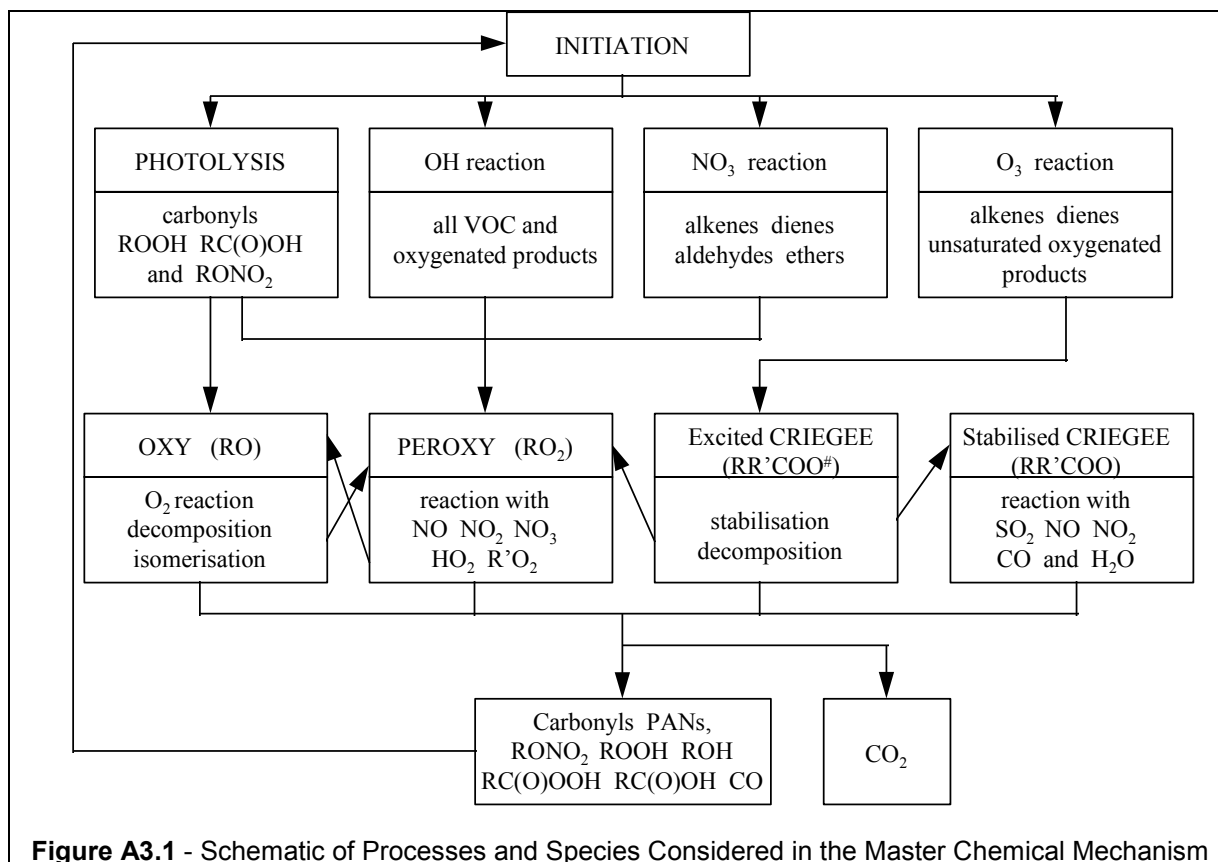 INITIATION
PHOTOLYSIS
carbonyls
ROOH RC(O)OH
and RONO₂
OH reaction
all VOC and
oxygenated products
NO₃ reaction
alkenes dienes
aldehydes ethers
O₃ reaction
alkenes dienes
unsaturated oxygenated
products
OXY (RO)
O₂ reaction
decomposition
isomerisation
PEROXY (RO₂)
reaction with
NO NO₂ NO₃
HO₂ R’O₂
Excited CRIEGEE
(RR’COO#)
stabilisation
decomposition
Stabilised CRIEGEE
(RR’COO)
reaction with
SO₂ NO NO₂
CO and H₂O
Carbonyls PANs,
RONO₂ ROOH ROH
RC(O)OOH RC(O)OH CO
CO₂
Figure A3.1 - Schematic of Processes and Species Considered in the Master Chemical Mechanism